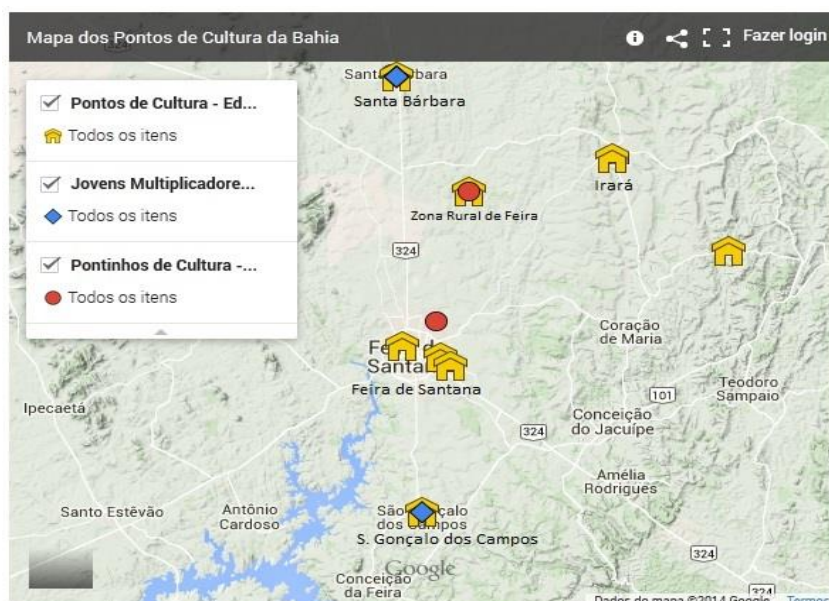 Mapa dos Pontos de Cultura da Bahia
Fazer login
Pontos de Cultura - Ed...
Todos os itens
Jovens Multiplicadore...
Todos os itens
Pontinhos de Cultura -...
Todos os itens
324
Santa Bárbara
Irará
Zona Rural de Feira
324
Coração
de Maria
Feira de
Santana
Feira de Santana
Teodoro
Sampaio
101
Ipecaetá
Conceição
do Jacuípe
324
Amélia
Rodrigues
Santo Estêvão
Antônio
Cardoso
São Gonçalo
dos Campos
S. Gonçalo dos Campos
324
Google
Conceição
da Feira
Dados do mapa ©2014 Google
Termos